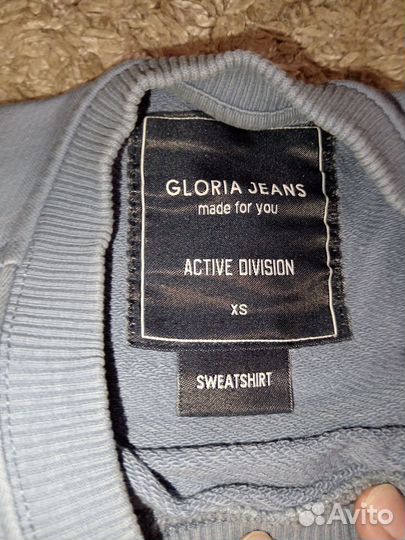 GLORIA JEANS
made for you
ACTIVE DIVISION
XS
SWEATSHIRT
Avito